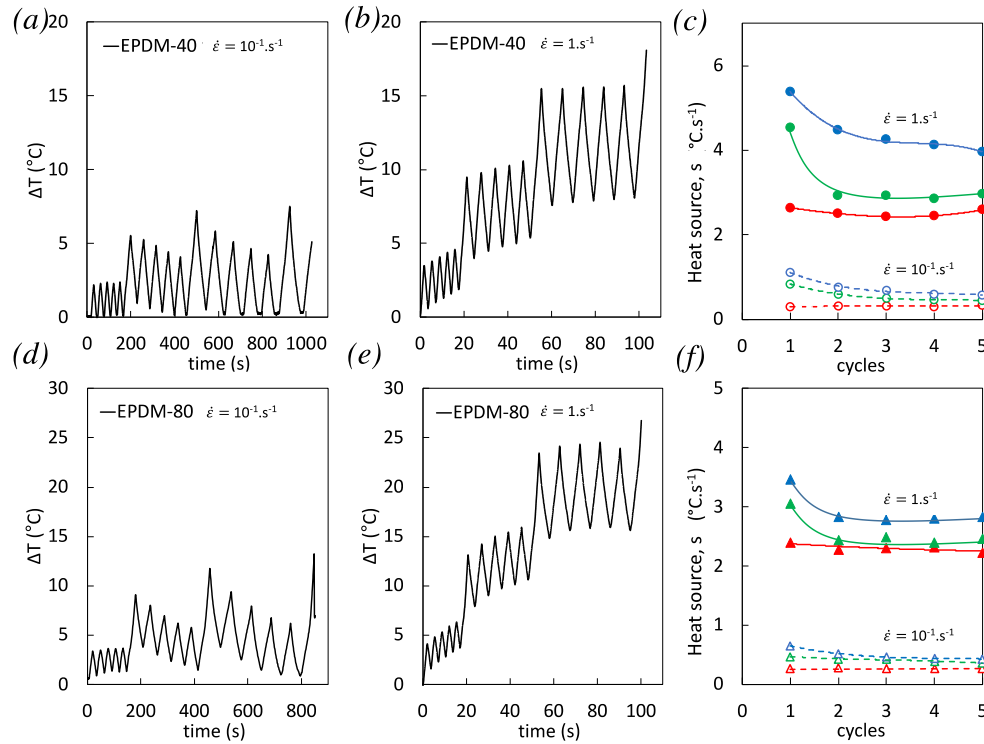 (a)
20
15
10
5
0
ΔT (°C)
EPDM-40 ε̇ = 10⁻¹.s⁻¹
0 200 400 600 800 1000
time (s)
(b)
20
15
10
5
0
ΔT (°C)
EPDM-40 ε̇ = 1.s⁻¹
0 20 40 60 80 100
time (s)
(c)
6
4
2
0
Heat source, s °C.s⁻¹)
ε̇ = 1.s⁻¹
ε̇ = 10⁻¹.s⁻¹
0 1 2 3 4 5
cycles
(d)
30
25
20
15
10
5
0
ΔT (°C)
EPDM-80 ε̇ = 10⁻¹.s⁻¹
0 200 400 600 800
time (s)
(e)
30
25
20
15
10
5
0
ΔT (°C)
EPDM-80 ε̇ = 1.s⁻¹
0 20 40 60 80 100
time (s)
(f)
5
4
3
2
1
0
Heat source, s (°C.s⁻¹)
ε̇ = 1.s⁻¹
ε̇ = 10⁻¹.s⁻¹
0 1 2 3 4 5
cycles